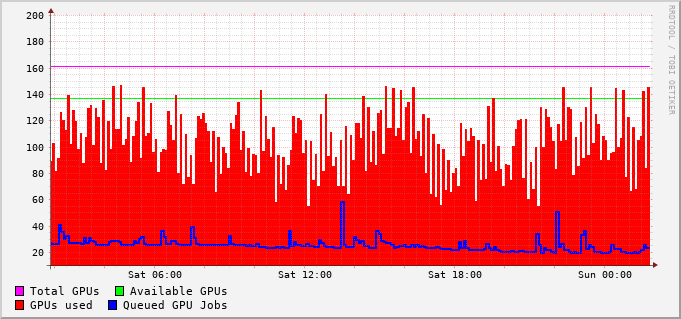 200
180
160
140
120
100
80
60
40
20
Sat 06:00 Sat 12:00 Sat 18:00 Sun 00:00
Total GPUs Available GPUs
GPUs used Queued GPU Jobs
RRDTOOL / TOBI OETIKER